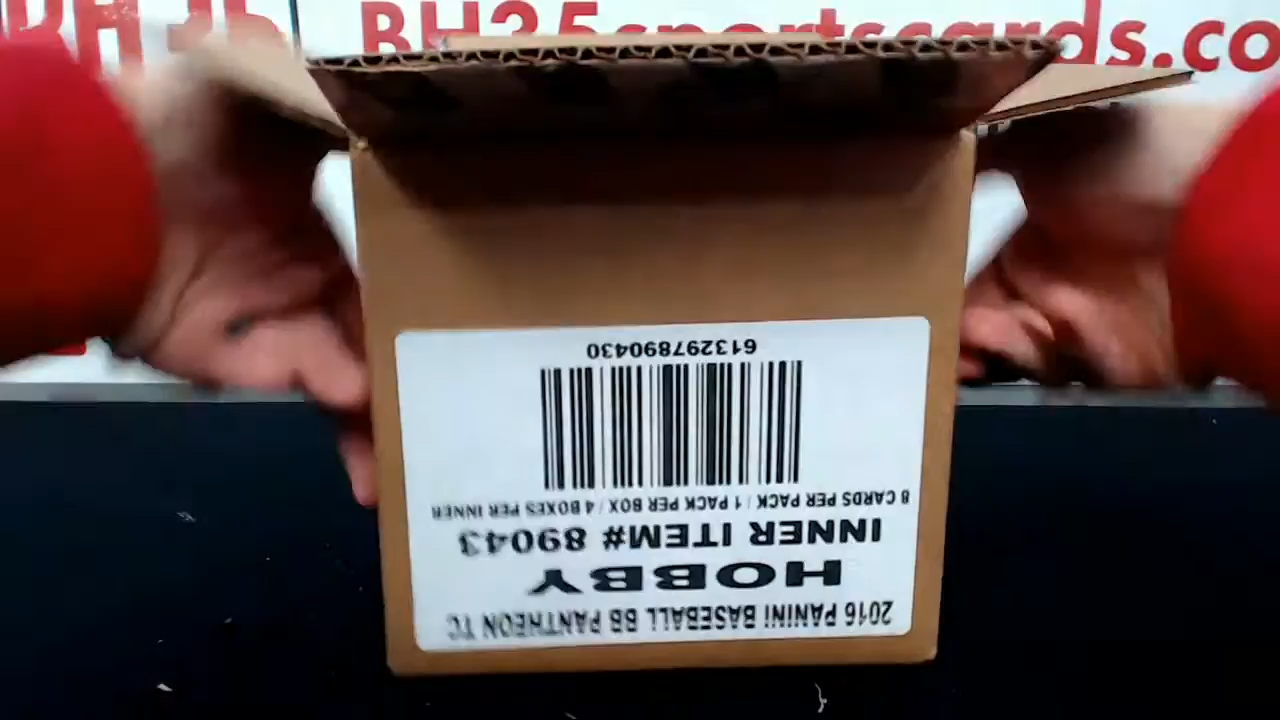 BH35sportscards.co
2016 PANINI BASEBALL BB PANTHEON TC
HOBBY
INNER ITEM# 89043
8 CARDS PER PACK / 1 PACK PER BOX / 4 BOXES PER INNER
613297890430